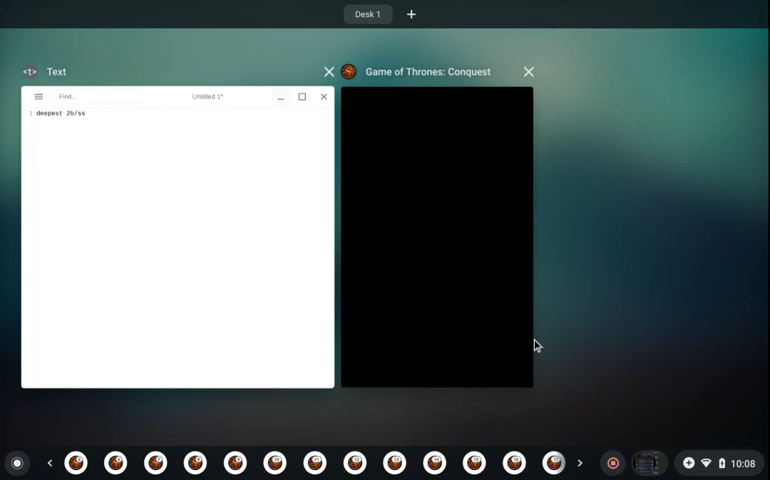 Desk 1
<t> Text
Game of Thrones: Conquest
Find...
Untitled 1*
1 deepest 2b/ss
10:08